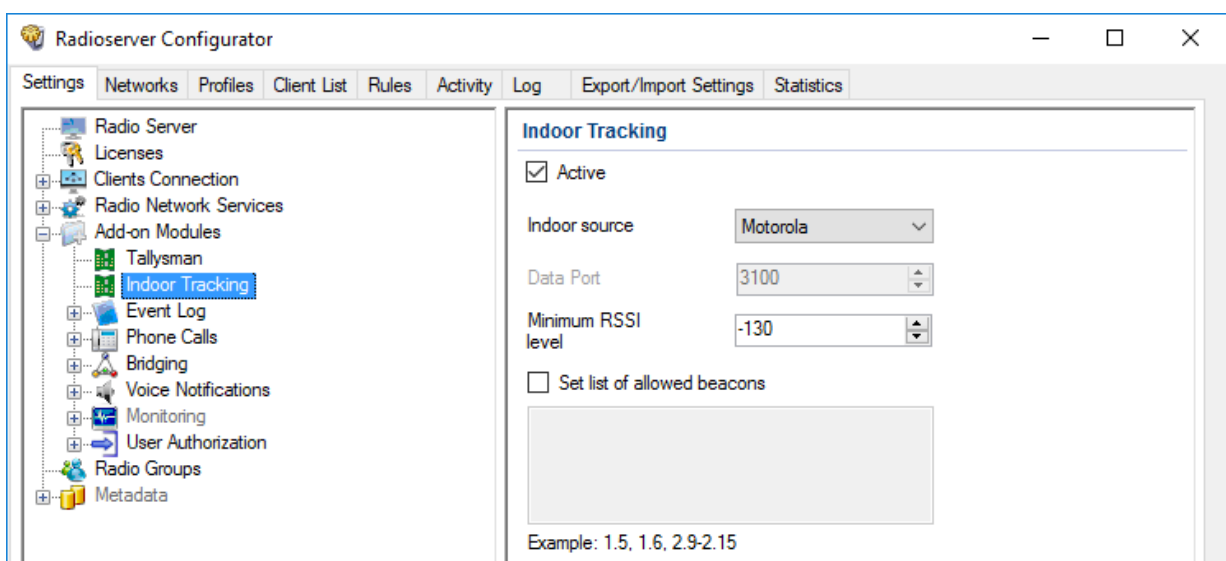 Radioserver Configurator
Settings Networks Profiles Client List Rules Activity Log Export/Import Settings Statistics
Radio Server
Licenses
Clients Connection
Radio Network Services
Add-on Modules
Tallysman
Indoor Tracking
Event Log
Phone Calls
Bridging
Voice Notifications
Monitoring
User Authorization
Radio Groups
Metadata
Indoor Tracking
Active
Indoor source Motorola
Data Port 3100
Minimum RSSI
level
-130
Set list of allowed beacons
Example: 1.5, 1.6, 2.9-2.15